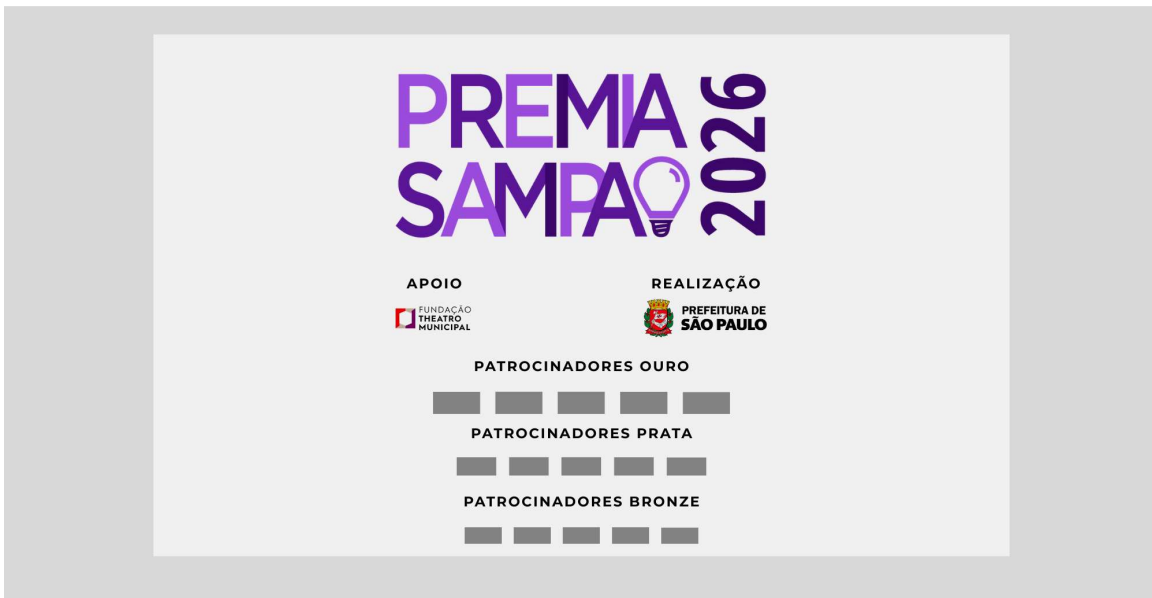 PREMIA
SAMPA
2026
APOIO
REALIZAÇÃO
FUNDAÇÃO
THEATRO
MUNICIPAL
PREFEITURA DE
SÃO PAULO
PATROCINADORES OURO
PATROCINADORES PRATA
PATROCINADORES BRONZE